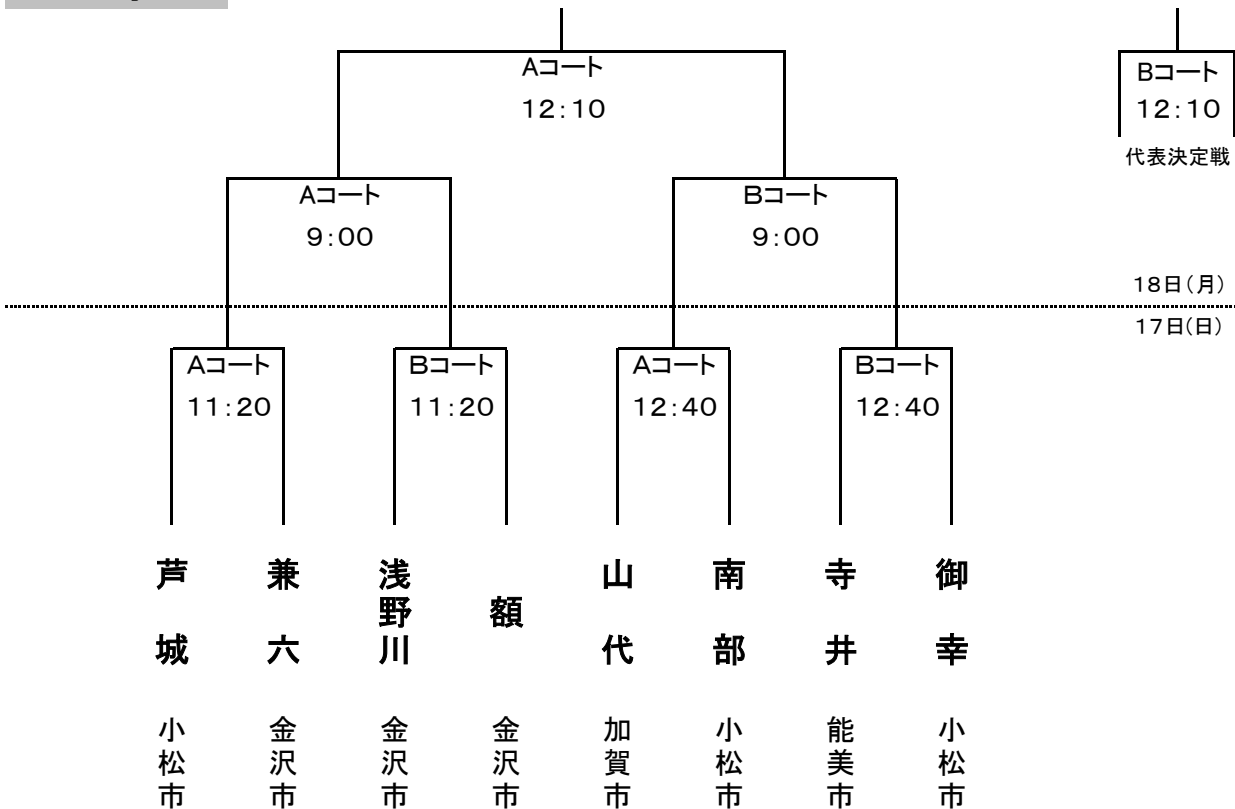 Aコート
12:10
Bコート
12:10
代表決定戦
Aコート
9:00
Bコート
9:00
18日(月)
17日(日)
Aコート
11:20
Bコート
11:20
Aコート
12:40
Bコート
12:40
芦城
兼六
浅野川
額
山代
南部
寺井
御幸
小松市
金沢市
金沢市
金沢市
加賀市
小松市
能美市
小松市